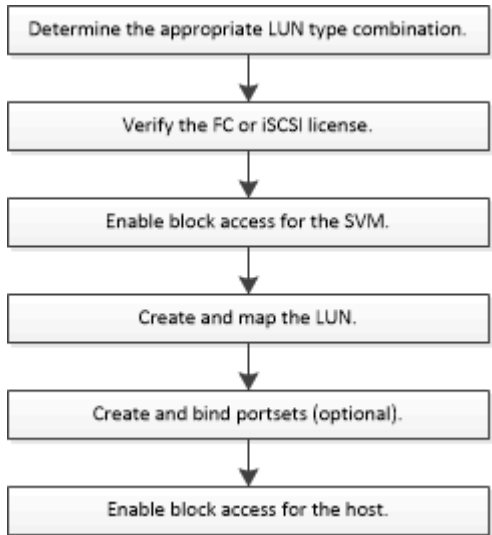 Determine the appropriate LUN type combination.
Verify the FC or iSCSI license.
Enable block access for the SVM.
Create and map the LUN.
Create and bind portsets (optional).
Enable block access for the host.